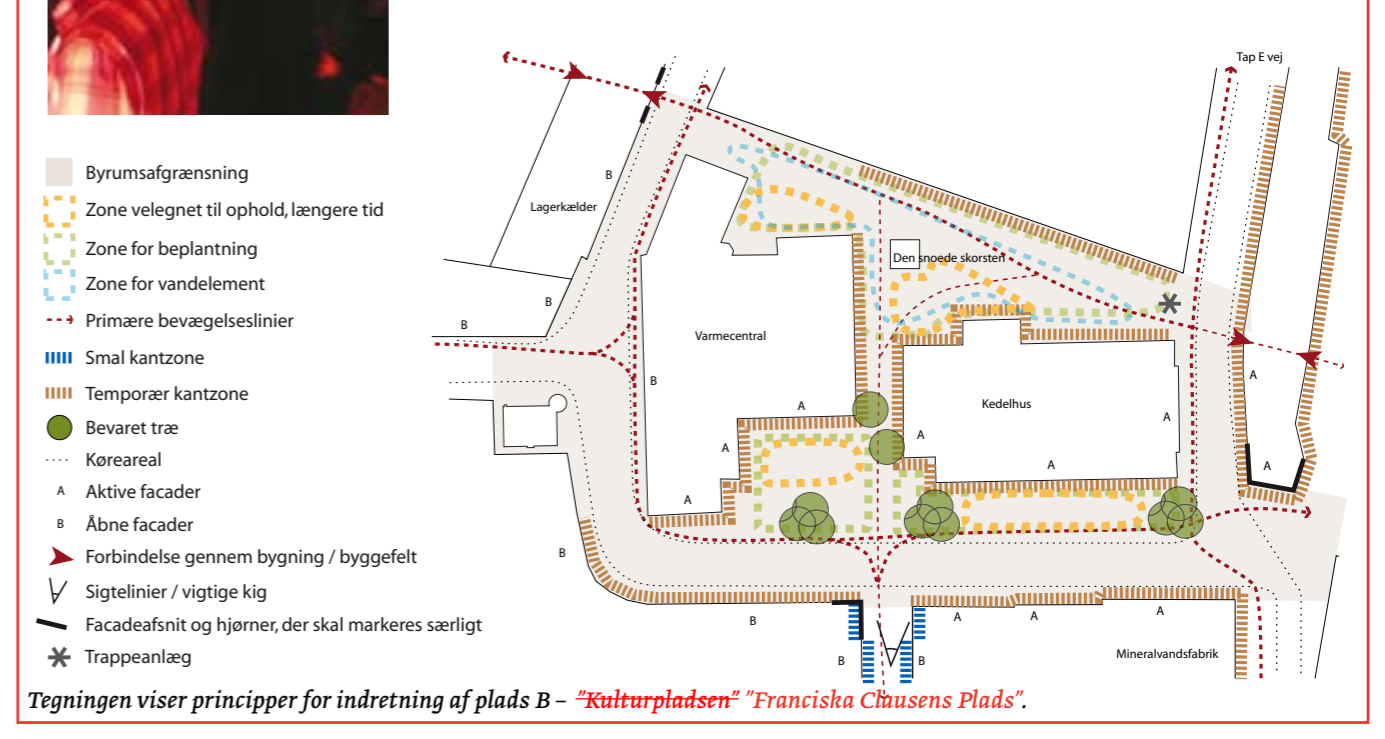 Tap E vej
Byrumsafgrænsning
Zone velegnet til ophold, længere tid
Zone for beplantning
Zone for vandelement
Primære bevægelseslinier
Smal kantzone
Temporær kantzone
Bevaret træ
Køreareal
A Aktive facader
B Åbne facader
Forbindelse gennem bygning / byggefelt
Sigtelinier / vigtige kig
Facadeafsnit og hjørner, der skal markeres særligt
Trappeanlæg
B
Lagerkælder
Den snoede skorsten
B
B
Varmecentral
B
A
Kedelhus
A
A
A
A
A
A
A
A
B
B
A
A
A
B
B
Mineralvandsfabrik
Tegningen viser principper for indretning af plads B – "Kulturpladsen" "Franciska Clausens Plads".